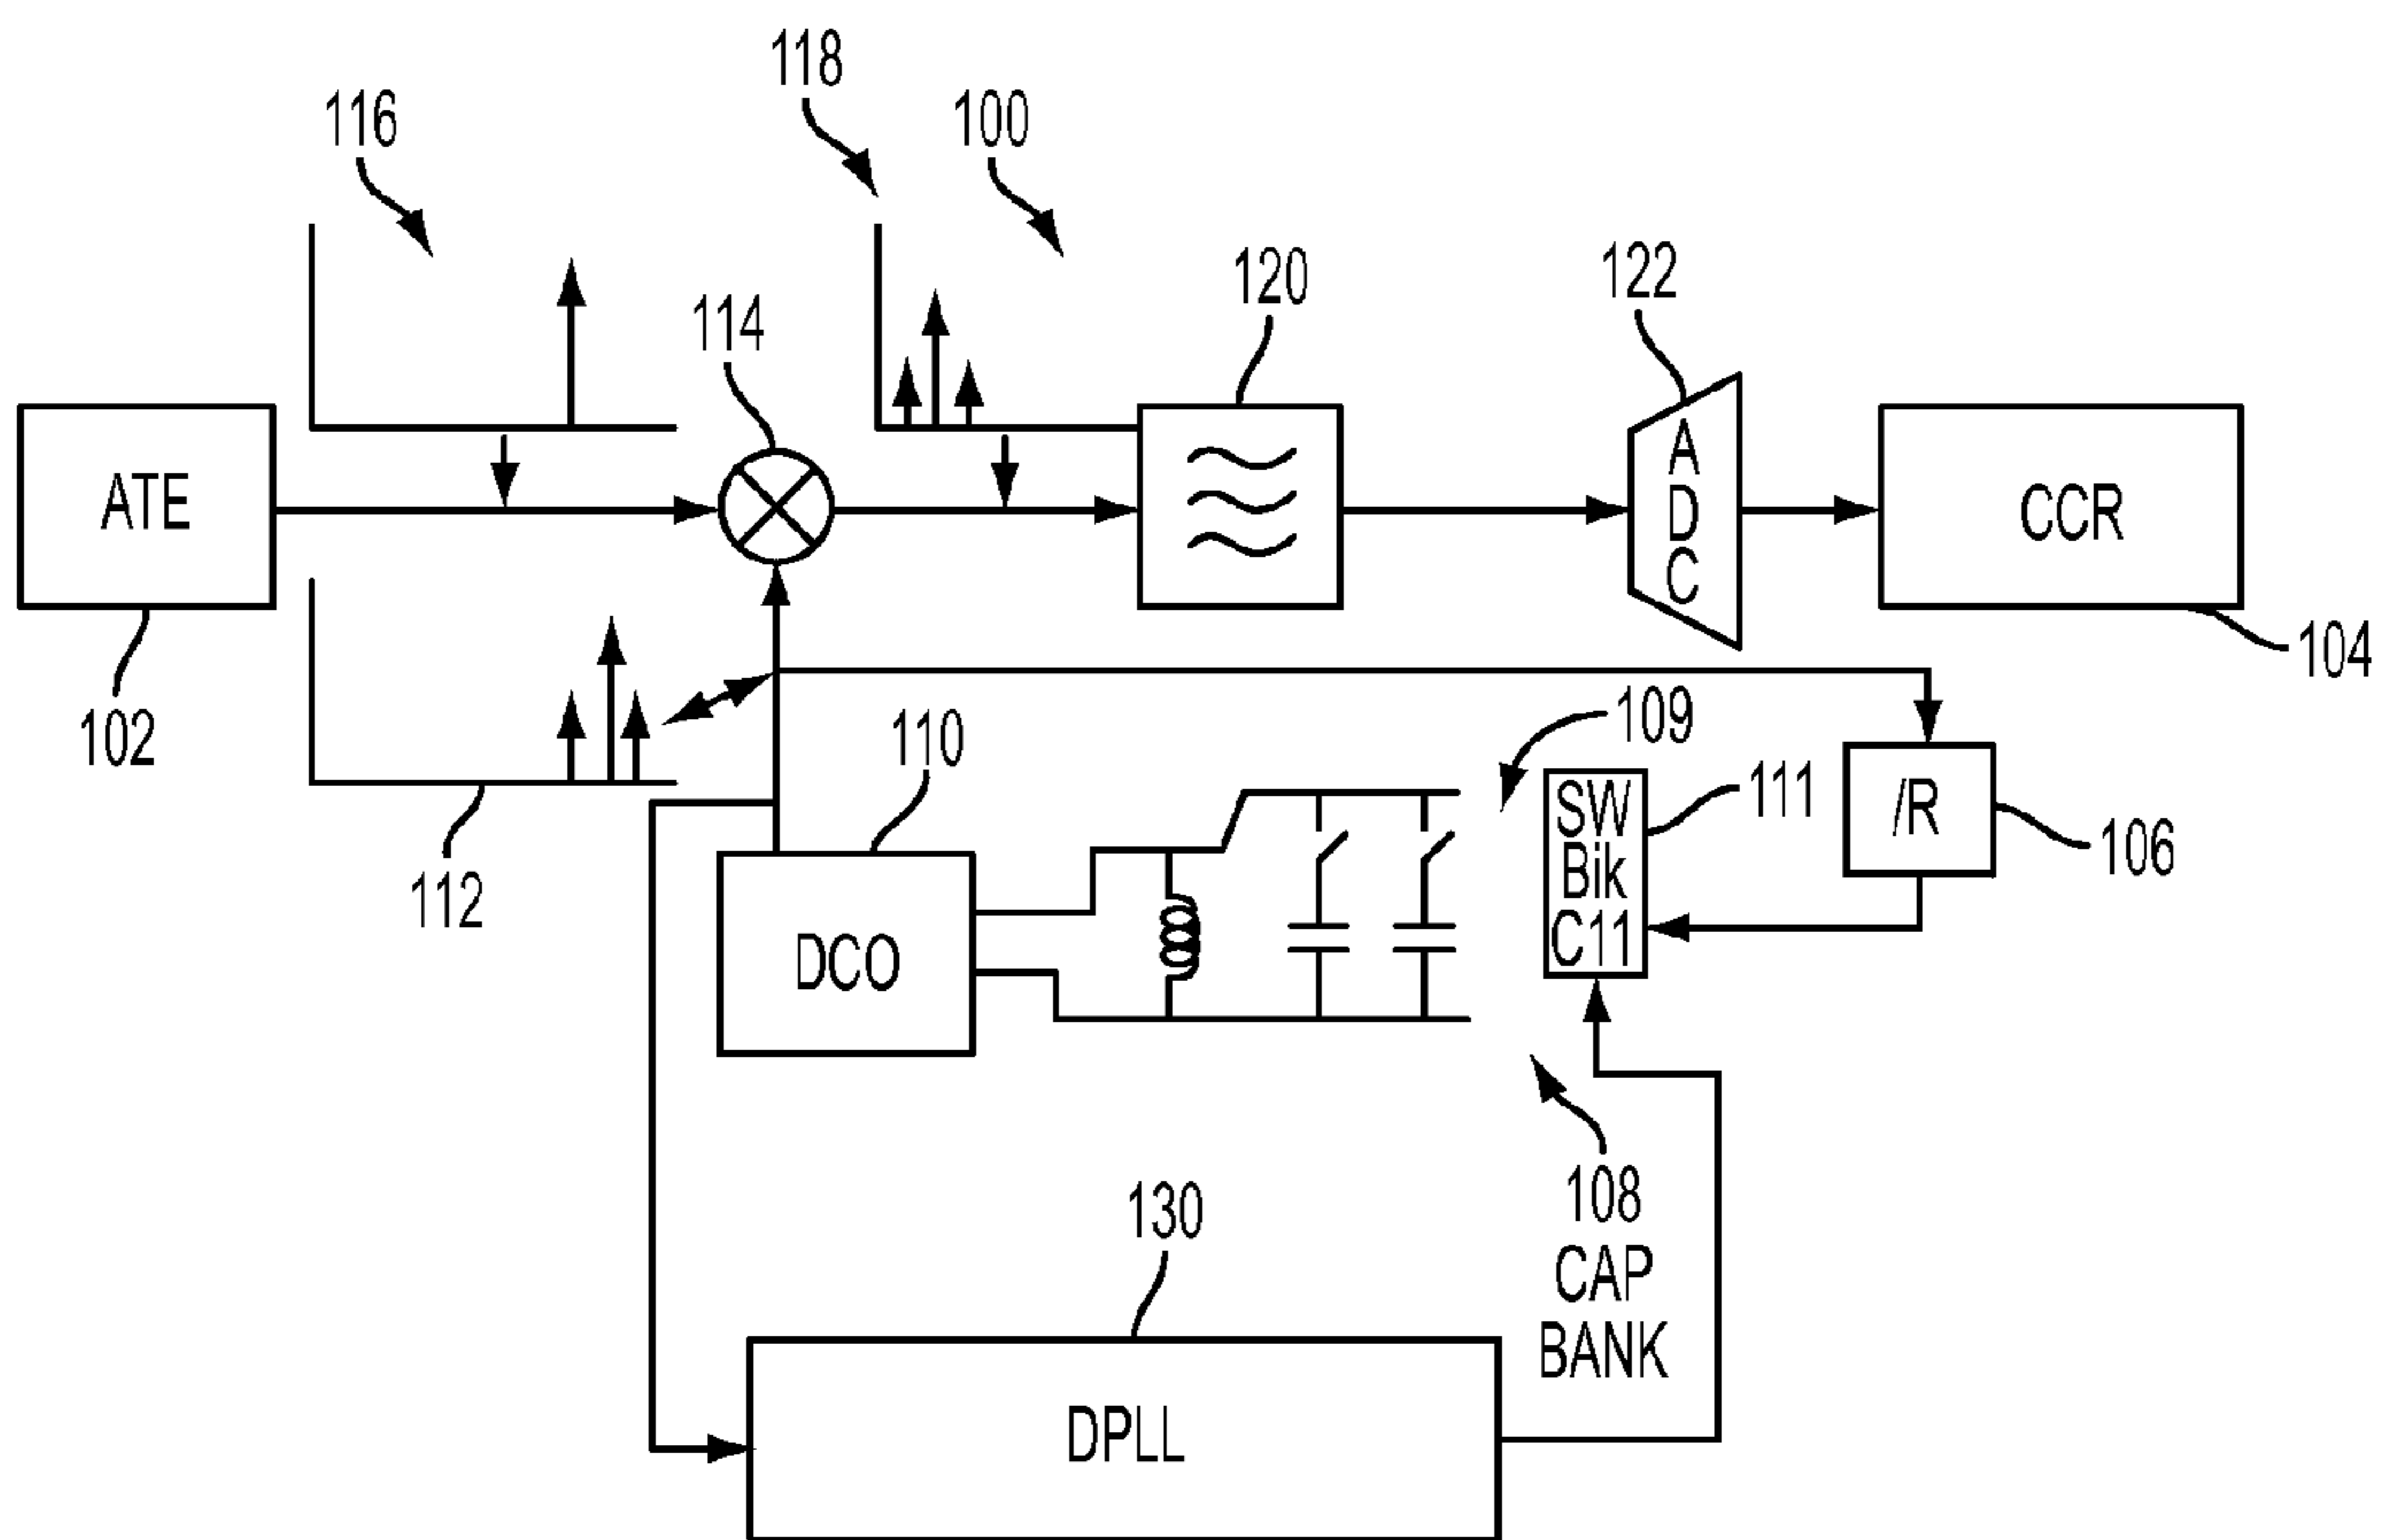 118
116
100
120
122
114
ATE
A
D
C
CCR
104
102
109
110
SW
Bik
C11
111
/R
106
112
DCO
108
CAP
BANK
130
DPLL